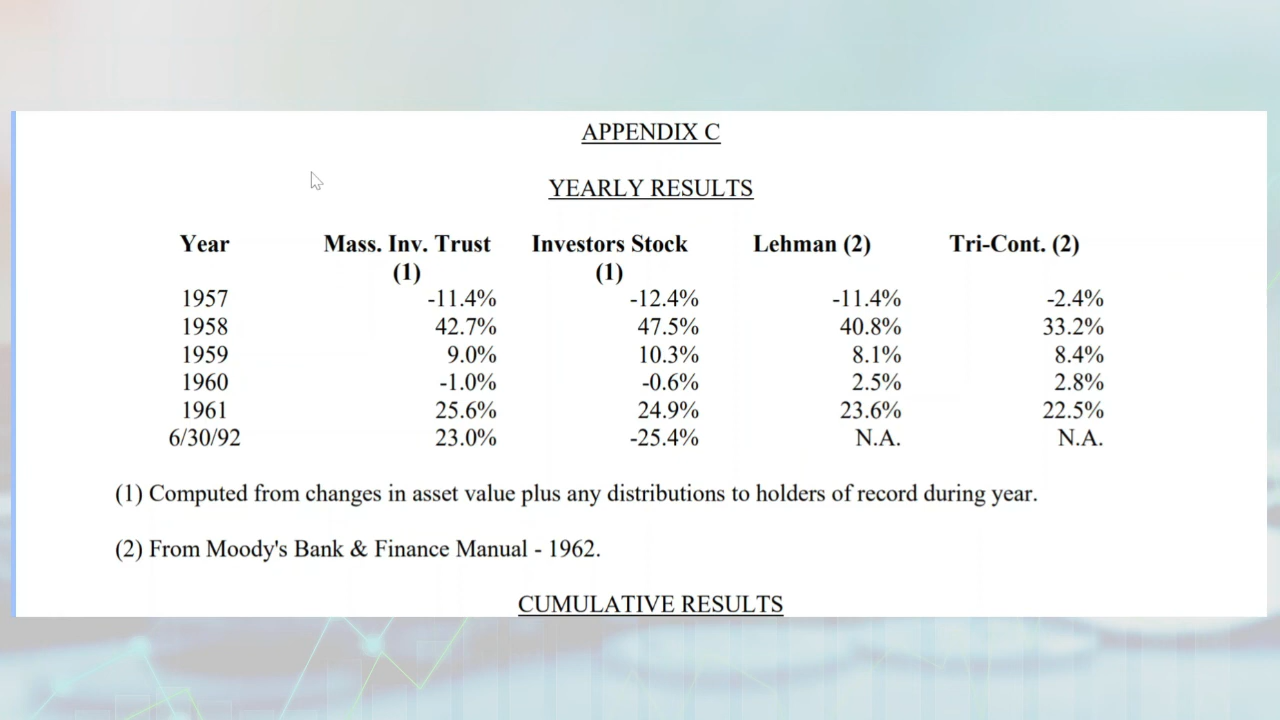 APPENDIX C
YEARLY RESULTS
Year Mass. Inv. Trust Investors Stock Lehman (2) Tri-Cont. (2)
(1) (1)
1957 -11.4% -12.4% -11.4% -2.4%
1958 42.7% 47.5% 40.8% 33.2%
1959 9.0% 10.3% 8.1% 8.4%
1960 -1.0% -0.6% 2.5% 2.8%
1961 25.6% 24.9% 23.6% 22.5%
6/30/92 23.0% -25.4% N.A. N.A.
(1) Computed from changes in asset value plus any distributions to holders of record during year.
(2) From Moody's Bank & Finance Manual - 1962.
CUMULATIVE RESULTS